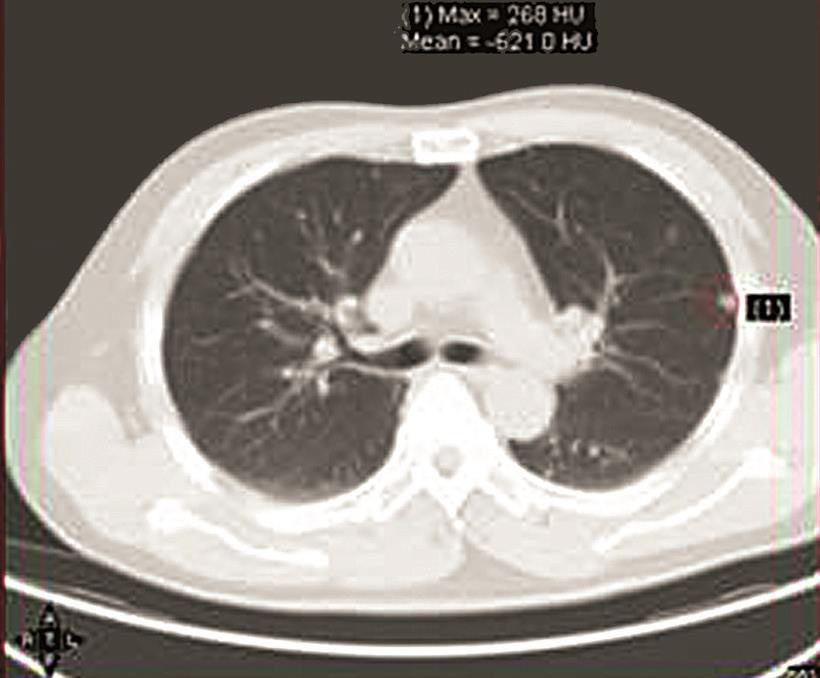 (1) Max = 268 HU
Mean = -621.0 HU
(1)